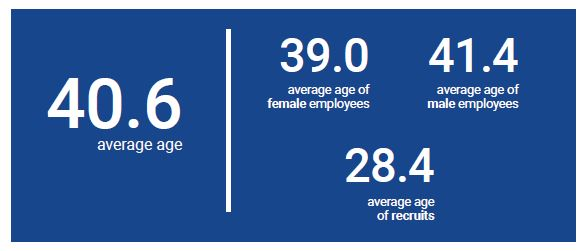 40.6
average age
39.0
average age of
female employees
41.4
average age of
male employees
28.4
average age
of recruits